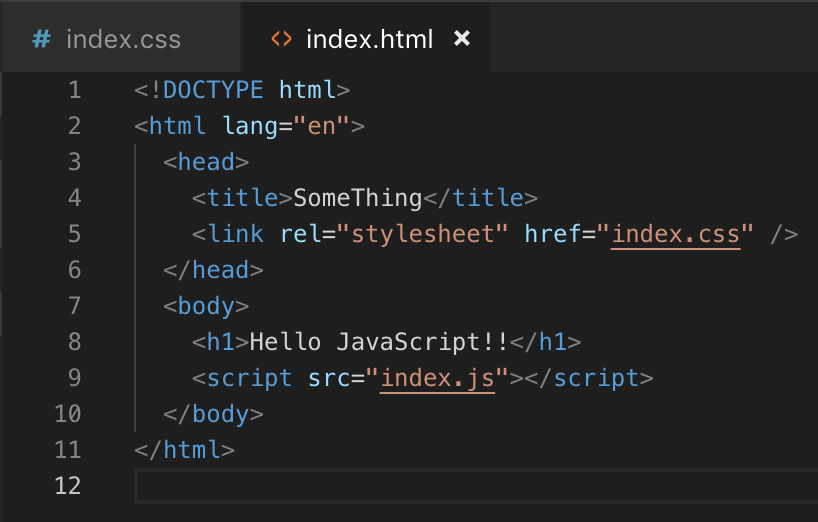 # index.css <> index.html ×
1 <!DOCTYPE html>
2 <html lang="en">
3   <head>
4     <title>SomeThing</title>
5     <link rel="stylesheet" href="index.css" />
6   </head>
7   <body>
8     <h1>Hello JavaScript!!</h1>
9     <script src="index.js"></script>
10   </body>
11 </html>
12